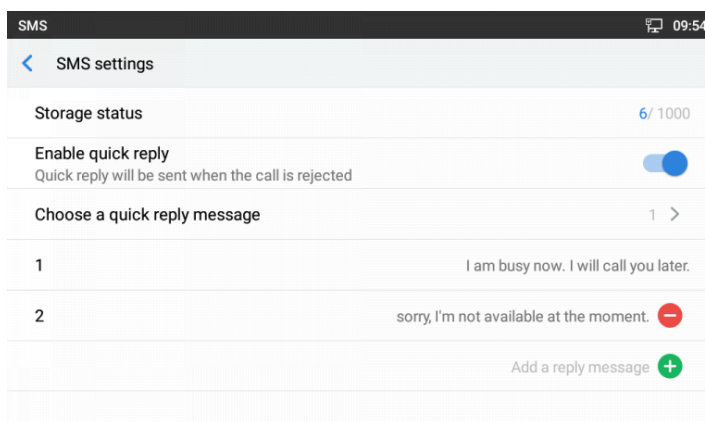 SMS 09:54
SMS settings
Storage status 6/ 1000
Enable quick reply
Quick reply will be sent when the call is rejected
Choose a quick reply message 1
1 I am busy now. I will call you later.
2 sorry, I'm not available at the moment.
Add a reply message